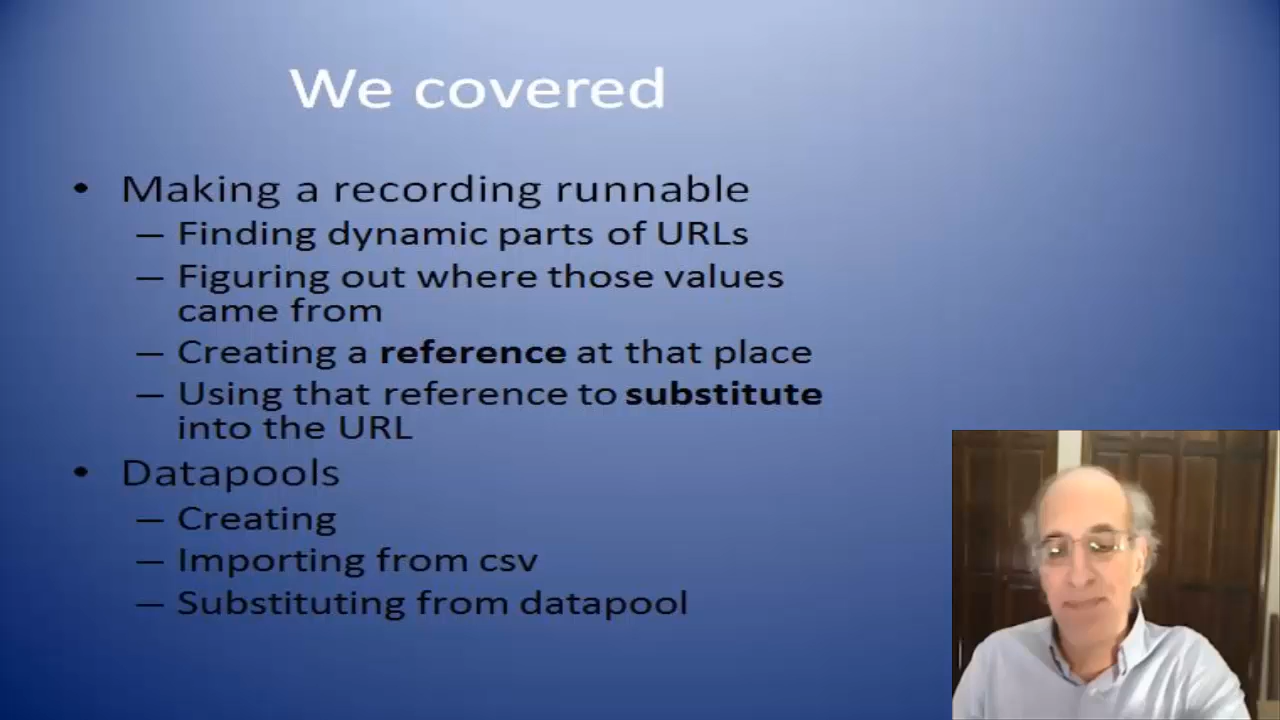 We covered
• Making a recording runnable
– Finding dynamic parts of URLs
– Figuring out where those values
came from
– Creating a reference at that place
– Using that reference to substitute
into the URL
• Datapools
– Creating
– Importing from csv
– Substituting from datapool